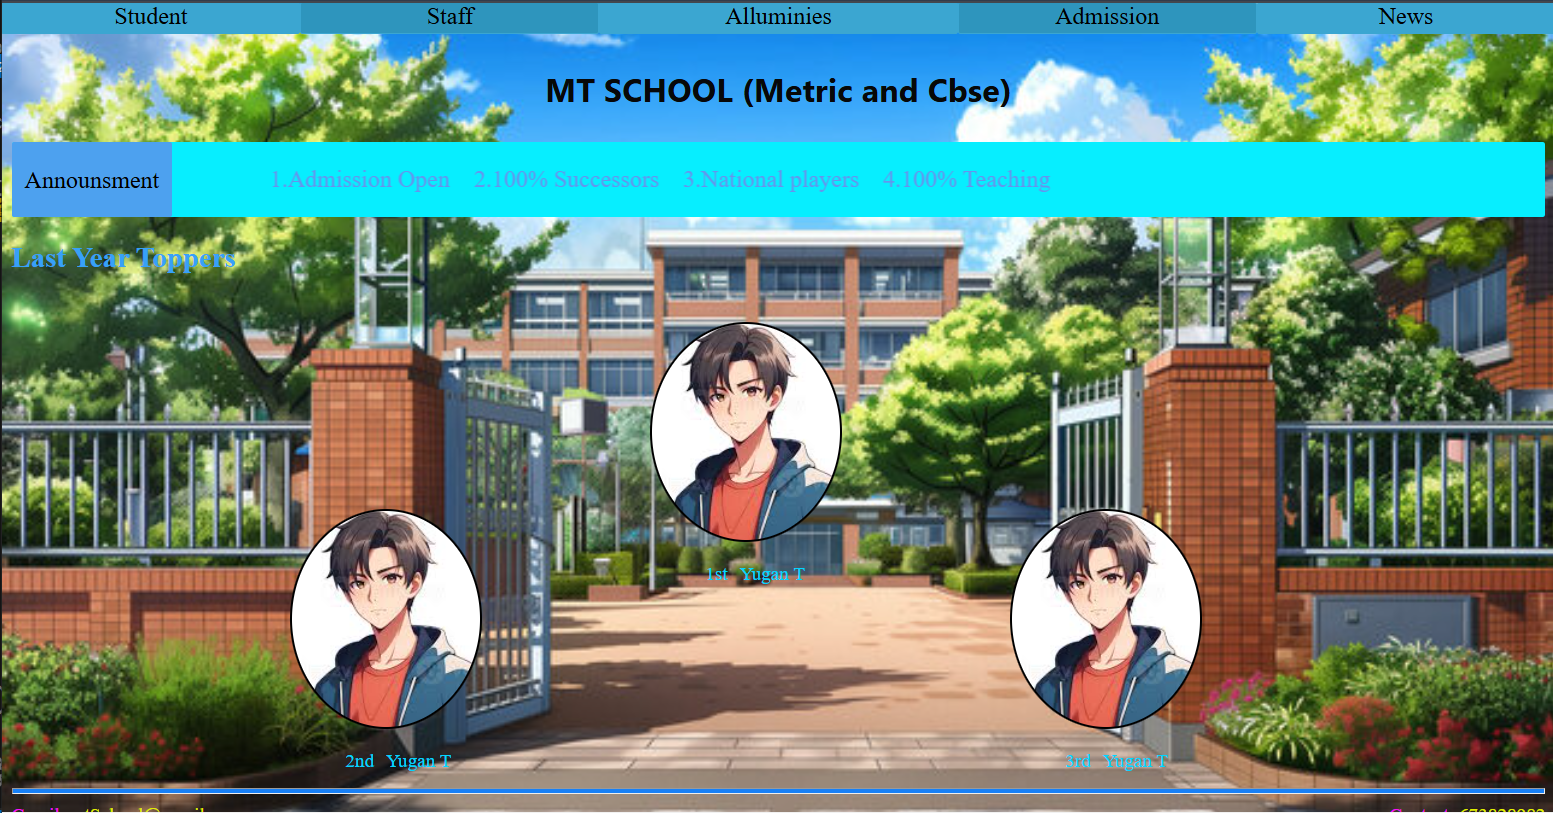 Student Staff Alluminies Admission News
MT SCHOOL (Metric and Cbse)
Announsment 1.Admission Open 2.100% Successors 3.National players 4.100% Teaching
Last Year Toppers
1st Yugan T
2nd Yugan T 3rd Yugan T